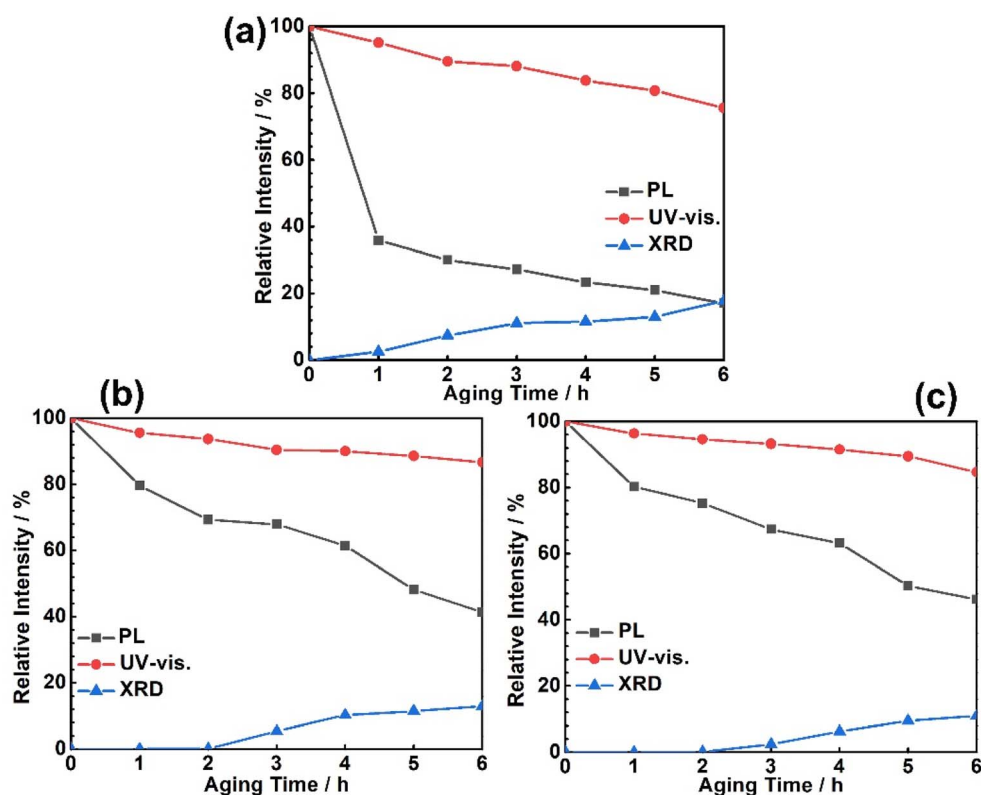 (a)
Relative Intensity / %
100
80
60
40
20
0
PL
UV-vis.
XRD
0 1 2 3 4 5 6
Aging Time / h
(b)
Relative Intensity / %
100
80
60
40
20
0
PL
UV-vis.
XRD
0 1 2 3 4 5 6
Aging Time / h
(c)
Relative Intensity / %
100
80
60
40
20
0
PL
UV-vis.
XRD
0 1 2 3 4 5 6
Aging Time / h